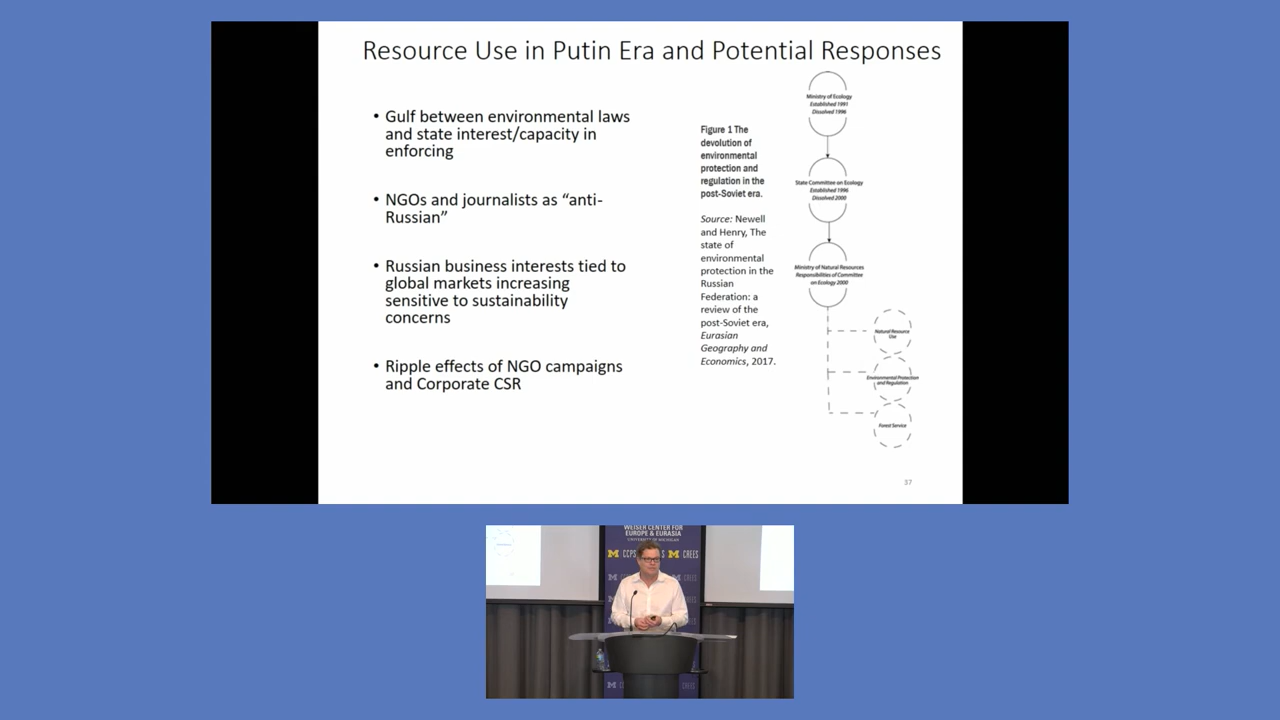 Resource Use in Putin Era and Potential Responses
• Gulf between environmental laws
and state interest/capacity in
enforcing
• NGOs and journalists as “anti-
Russian”
• Russian business interests tied to
global markets increasing
sensitive to sustainability
concerns
• Ripple effects of NGO campaigns
and Corporate CSR
Figure 1 The
devolution of
environmental
protection and
regulation in the
post-Soviet era.
Source: Newell
and Henry, The
state of
environmental
protection in the
Russian
Federation: a
review of the
post-Soviet era,
Eurasian
Geography and
Economics, 2017.
Ministry of Ecology
Established 1991
Dissolved 1996
State Committee on Ecology
Established 1996
Dissolved 2000
Ministry of Natural Resources
Responsibilities of Committee
on Ecology 2000
Natural Resource
Use
Environmental Protection
and Regulation
Forest Service
37
WEISER CENTER FOR
EUROPE & EURASIA
UNIVERSITY OF MICHIGAN
M CCPS
M CREES